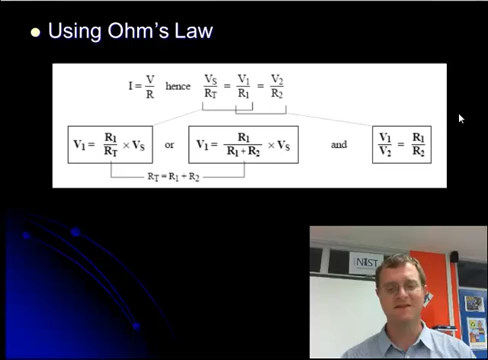 Using Ohm's Law
I = V/R hence VS/RT = V1/R1 = V2/R2
V1 = R1/RT × VS or V1 = R1/(R1 + R2) × VS and V1/V2 = R1/R2
RT = R1 + R2
NIST